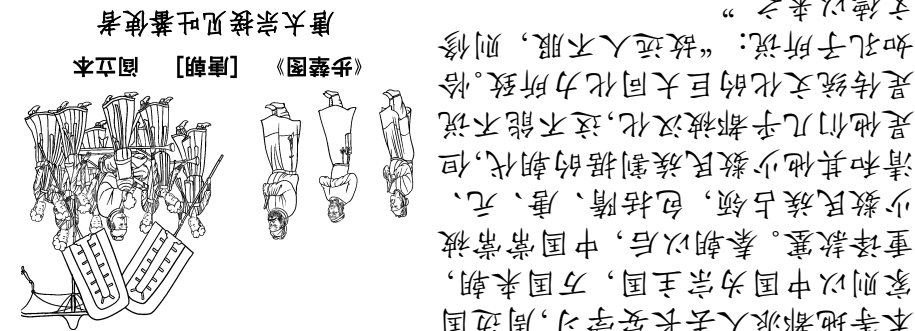 本等地都派人去长安学习,周边国
家则以中国为宗主国，万国来朝，
重译款塞。秦朝以后，中国常常被
少数民族占领，包括隋、唐、元、
清和其他少数民族割据的朝代,但
是他们几乎都被汉化,这不能不说
是传统文化的巨大同化力所致。恰
如孔子所说：“故远人不服，则修
文德以来之”
《步辇图》 [唐朝] 阎立本
唐太宗接见吐蕃使者